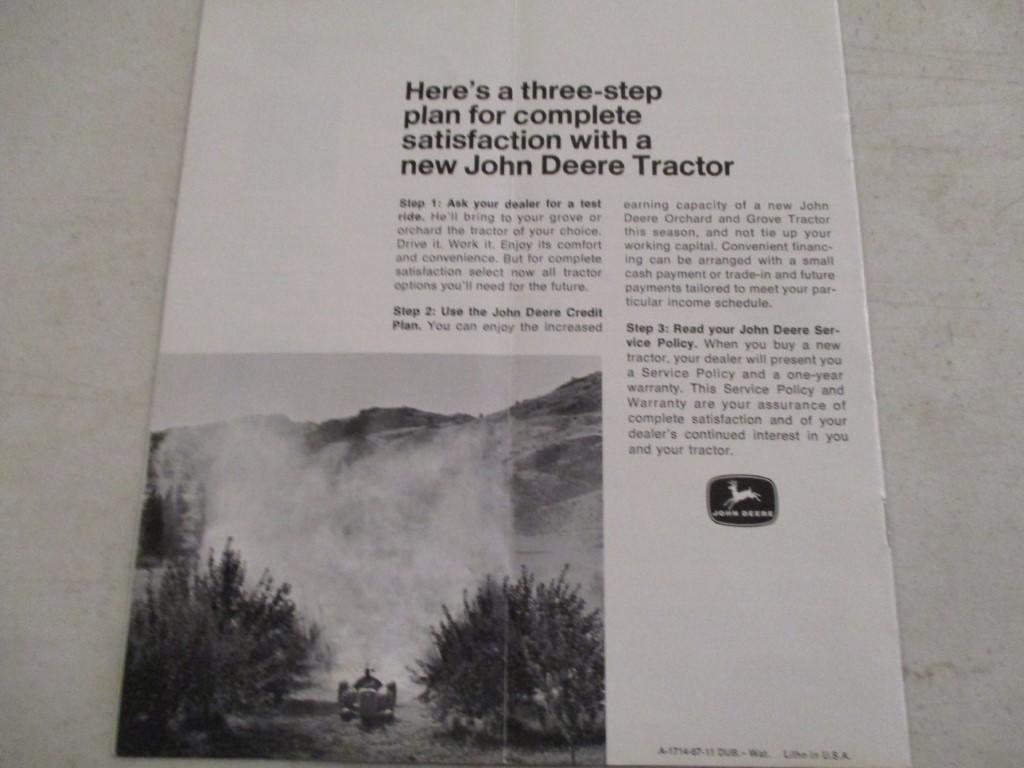 Here's a three-step
plan for complete
satisfaction with a
new John Deere Tractor
Step 1: Ask your dealer for a test
ride. He'll bring to your grove or
orchard the tractor of your choice.
Drive it. Work it. Enjoy its comfort
and convenience. But for complete
satisfaction select now all tractor
options you'll need for the future.
Step 2: Use the John Deere Credit
Plan. You can enjoy the increased
earning capacity of a new John
Deere Orchard and Grove Tractor
this season, and not tie up your
working capital. Convenient financ-
ing can be arranged with a small
cash payment or trade-in and future
payments tailored to meet your par-
ticular income schedule.
Step 3: Read your John Deere Ser-
vice Policy. When you buy a new
tractor, your dealer will present you
a Service Policy and a one-year
warranty. This Service Policy and
Warranty are your assurance of
complete satisfaction and of your
dealer's continued interest in you
and your tractor.
JOHN DEERE
A-1714-67-11 DUB. - Wat. Litho in U.S.A.